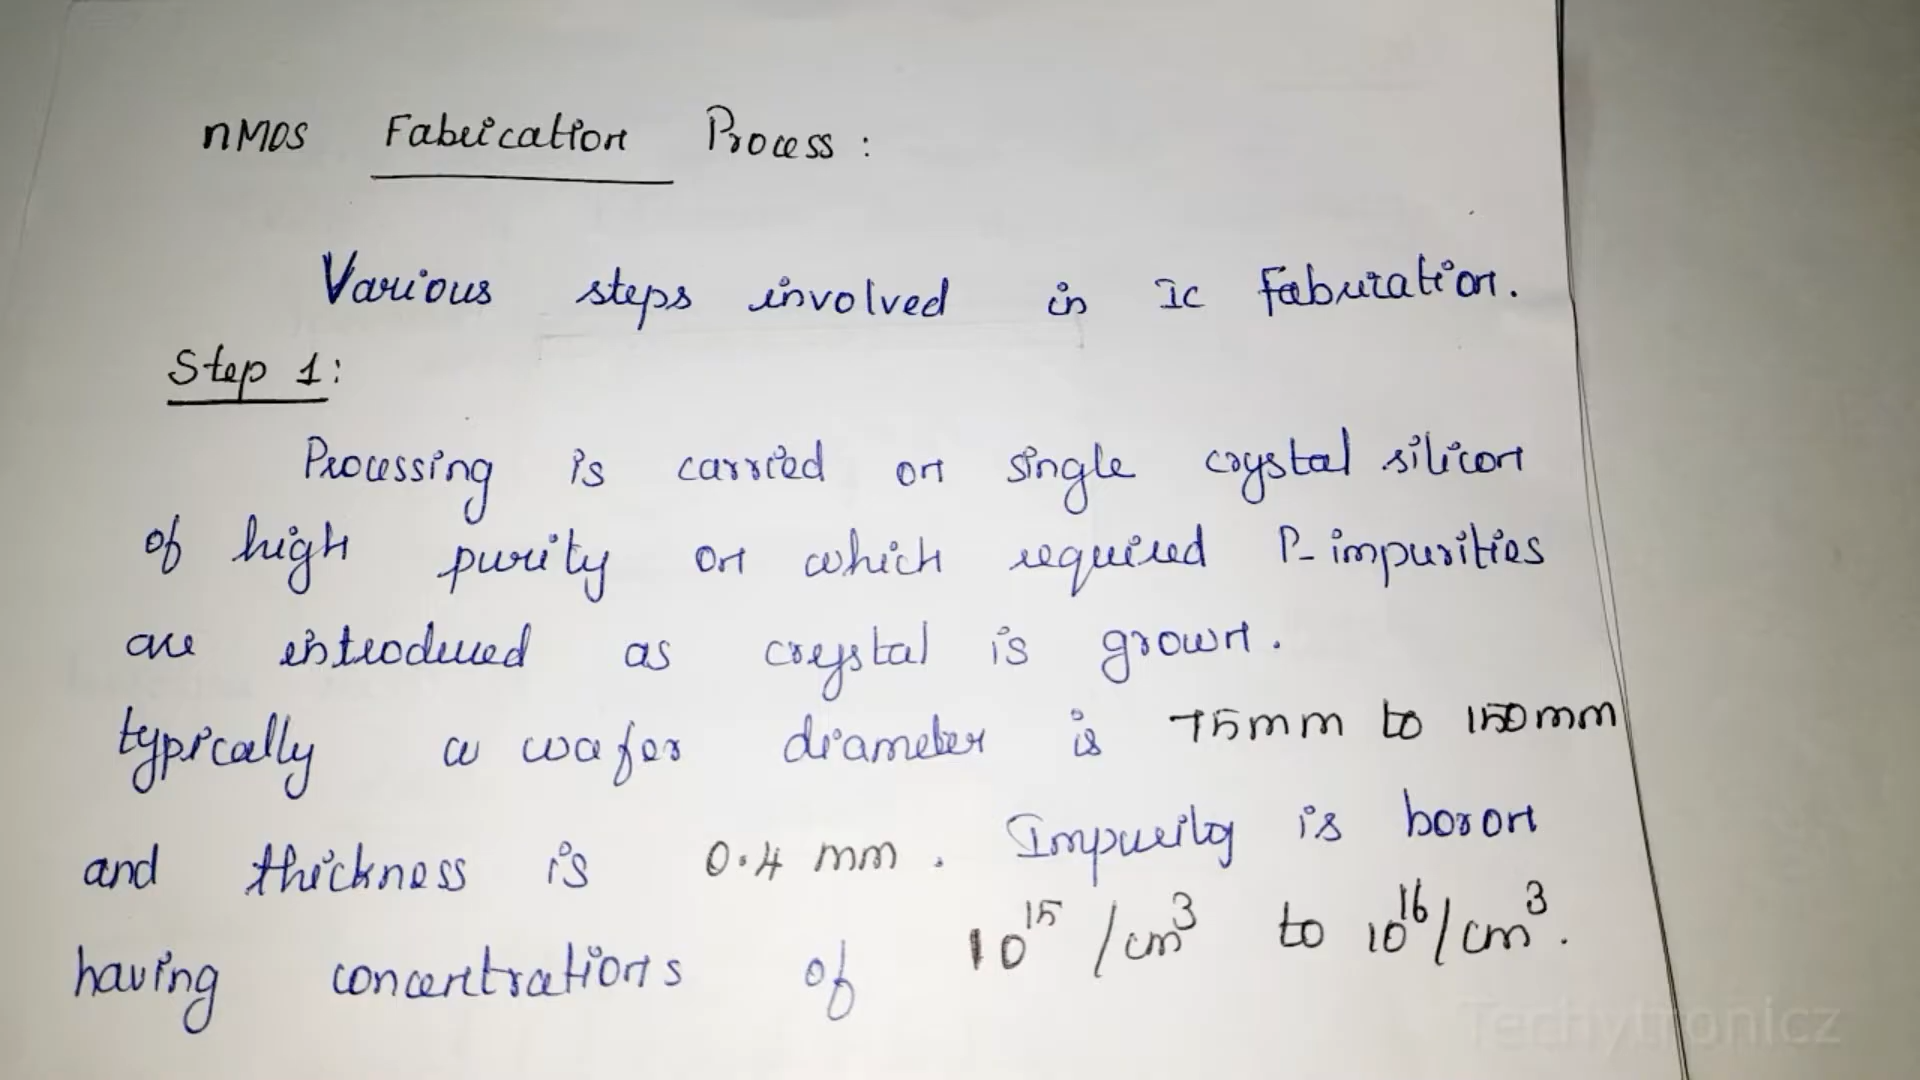 nMOS Fabrication Process :
Various steps involved in IC fabrication.
Step 1:
Processing is carried on single crystal silicon
of high purity on which required P-impurities
are introduced as crystal is grown.
typically a wafer diameter is 75mm to 150mm
and thickness is 0.4 mm. Impurity is boron
having concentrations of 10^15 /cm^3 to 10^16/cm^3.
Techytronicz